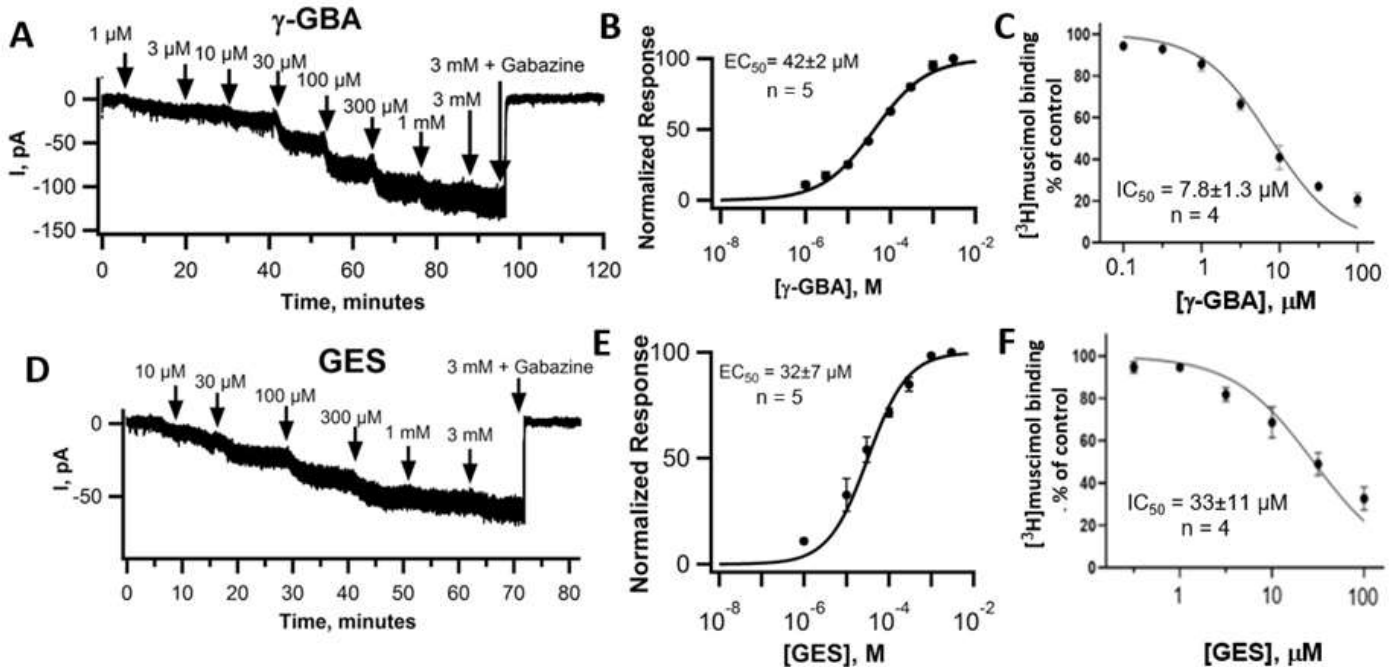 A
γ-GBA
1 μM
3 μM
10 μM
30 μM
100 μM
300 μM
1 mM
3 mM
3 mM + Gabazine
I, pA
0
-50
-100
-150
0 20 40 60 80 100 120
Time, minutes
B
EC50= 42±2 μM
n = 5
Normalized Response
100
50
0
10-8 10-6 10-4 10-2
[γ-GBA], M
C
[3H]muscimol binding
% of control
100
80
60
40
20
0
IC50 = 7.8±1.3 μM
n = 4
0.1 1 10 100
[γ-GBA], μM
D
GES
10 μM
30 μM
100 μM
300 μM
1 mM
3 mM
3 mM + Gabazine
I, pA
0
-50
0 10 20 30 40 50 60 70 80
Time, minutes
E
EC50 = 32±7 μM
n = 5
Normalized Response
100
50
0
10-8 10-6 10-4 10-2
[GES], M
F
[3H]muscimol binding
. % of control
100
80
60
40
20
0
IC50 = 33±11 μM
n = 4
1 10 100
[GES], μM